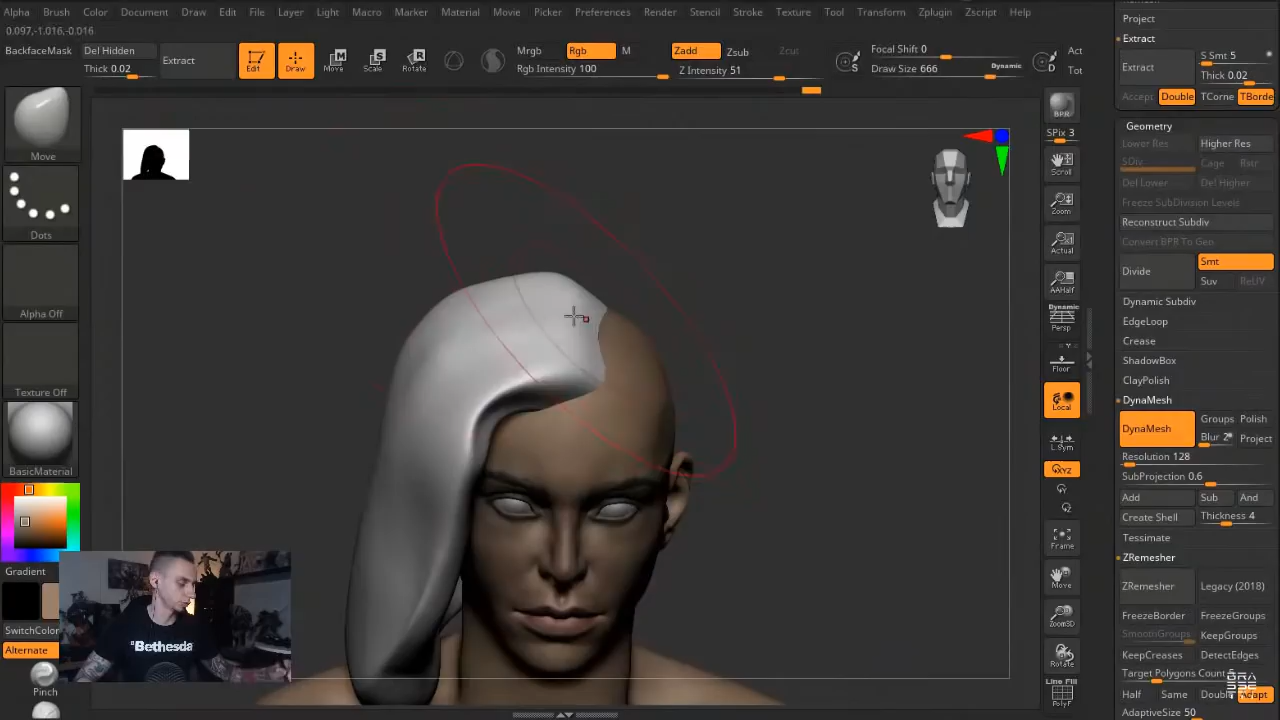 Alpha Brush Color Document Draw Edit File Layer Light Macro Marker Material Movie Picker Preferences Render Stencil Stroke Texture Tool Transform Zplugin Zscript Help
0.097,-1.016,-0.016
BackfaceMask
Del Hidden
Thick 0.02
Extract
Edit
Draw
Move
Scale
Rotate
Mrgb Rgb M
Rgb Intensity 100
Zadd Zsub Zcut
Z Intensity 51
Focal Shift 0
Draw Size 666
Dynamic
Act
Tot
Move
Dots
Alpha Off
Texture Off
BasicMaterial
Gradient
SwitchColor
Alternate
Pinch
"Bethesda
BPR
SPix 3
Scroll
Zoom
Actual
AAHalf
Dynamic
Persp
Floor
Local
L.Sym
Frame
Move
Zoom3D
Rotate
Line Fill
PolyF
Project
Extract
Extract
S Smt 5
Thick 0.02
Accept Double TCorne TBorde
Geometry
Lower Res Higher Res
SDiv Cage Rstr
Del Lower Del Higher
Freeze SubDivision Levels
Reconstruct Subdiv
Convert BPR To Geo
Divide
Smt
Suv ReUV
Dynamic Subdiv
EdgeLoop
Crease
ShadowBox
ClayPolish
DynaMesh
DynaMesh
Groups Polish
Blur 2 Project
Resolution 128
SubProjection 0.6
Add Sub And
Create Shell Thickness 4
Tessimate
ZRemesher
ZRemesher Legacy (2018)
FreezeBorder FreezeGroups
SmoothGroups KeepGroups
KeepCreases DetectEdges
Target Polygons Count
Half Same Adapt
AdaptiveSize 50